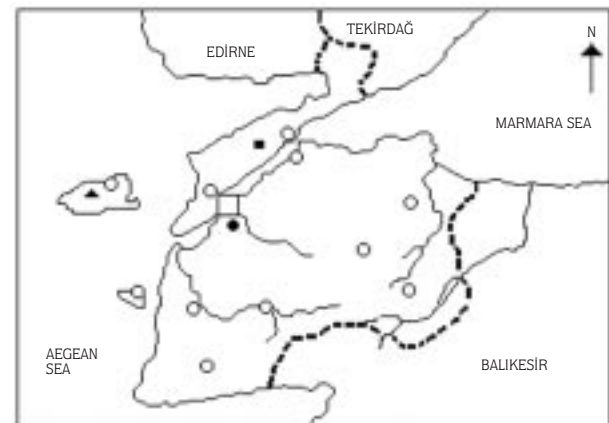 TEKİRDAĞ
EDİRNE
N
MARMARA SEA
AEGEAN
SEA
BALIKESİR